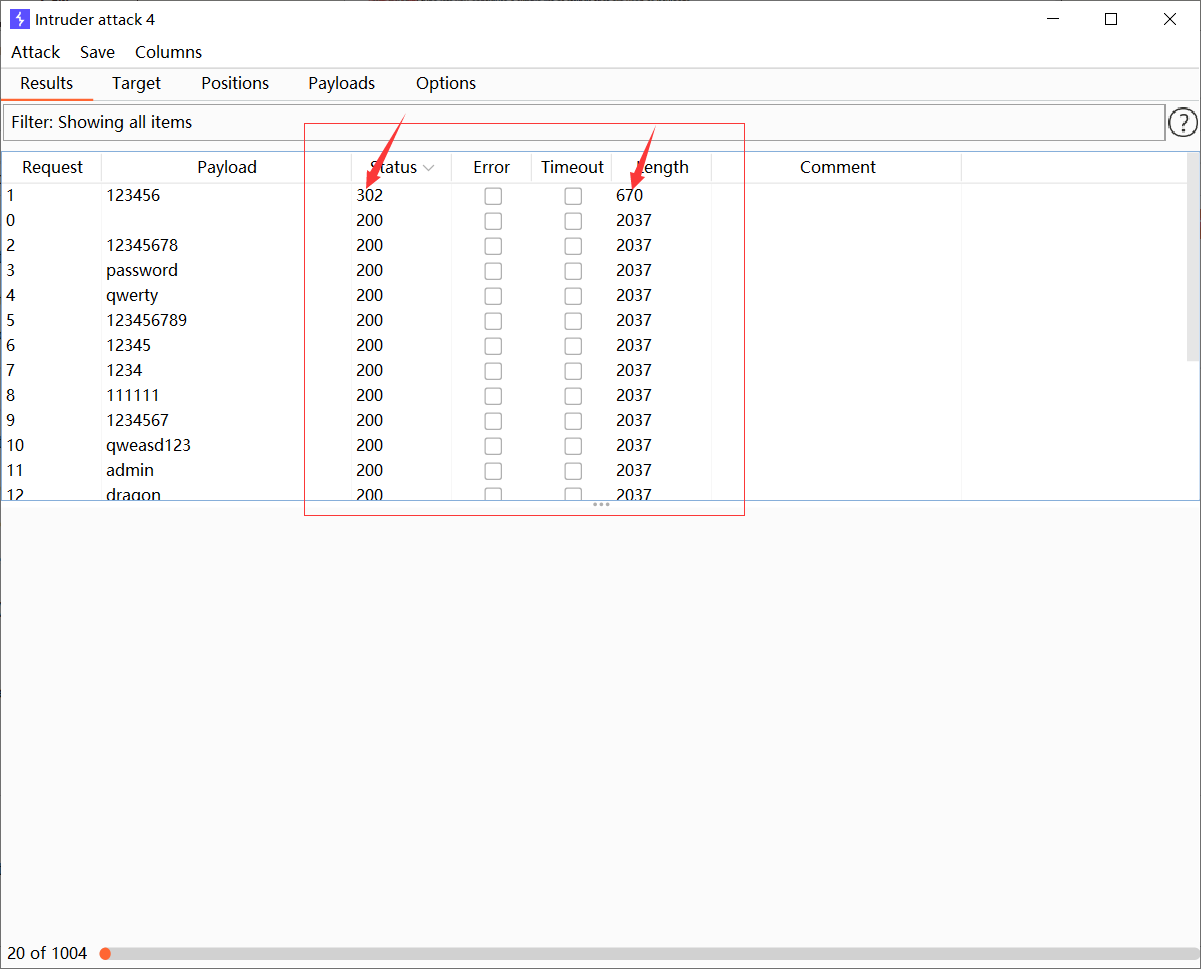 Intruder attack 4
Attack Save Columns
Results Target Positions Payloads Options
Filter: Showing all items ?
Request Payload Status Error Timeout Length Comment
1 123456 302 670
0 200 2037
2 12345678 200 2037
3 password 200 2037
4 qwerty 200 2037
5 123456789 200 2037
6 12345 200 2037
7 1234 200 2037
8 111111 200 2037
9 1234567 200 2037
10 qweasd123 200 2037
11 admin 200 2037
12 dragon 200 2037
20 of 1004